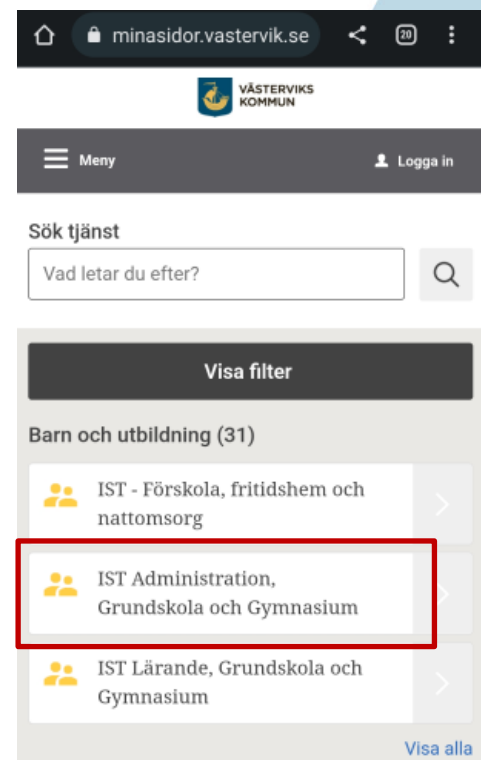 minasidor.vastervik.se
20
VÄSTERVIKS
KOMMUN
Meny
Logga in
Sök tjänst
Vad letar du efter?
Visa filter
Barn och utbildning (31)
IST - Förskola, fritidshem och
nattomsorg
IST Administration,
Grundskola och Gymnasium
IST Lärande, Grundskola och
Gymnasium
Visa alla